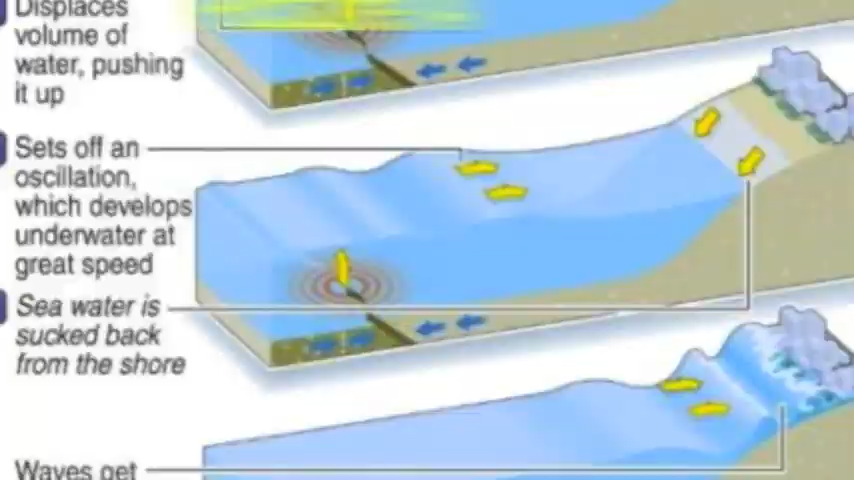 Displaces
volume of
water, pushing
it up
Sets off an
oscillation,
which develops
underwater at
great speed
Sea water is
sucked back
from the shore
Waves get